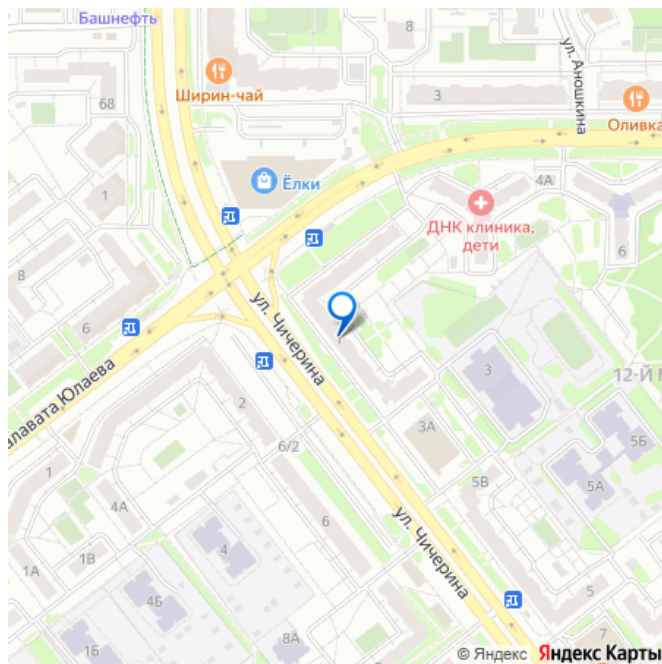 Башнефть
8
ул. Аношкина
Ширин-чай
3
68
Оливка
1
Ёлки
4А
ДНК клиника,
дети
6
8
6
ул. Чичерина
алавата Юлаева
3
12-Й М
2
3А
6/2
5Б
1
5В
5А
4А
6
ул. Чичерина
4
1В
1А
4Б
5
8А
7
1Б
© Яндекс Яндекс Карты